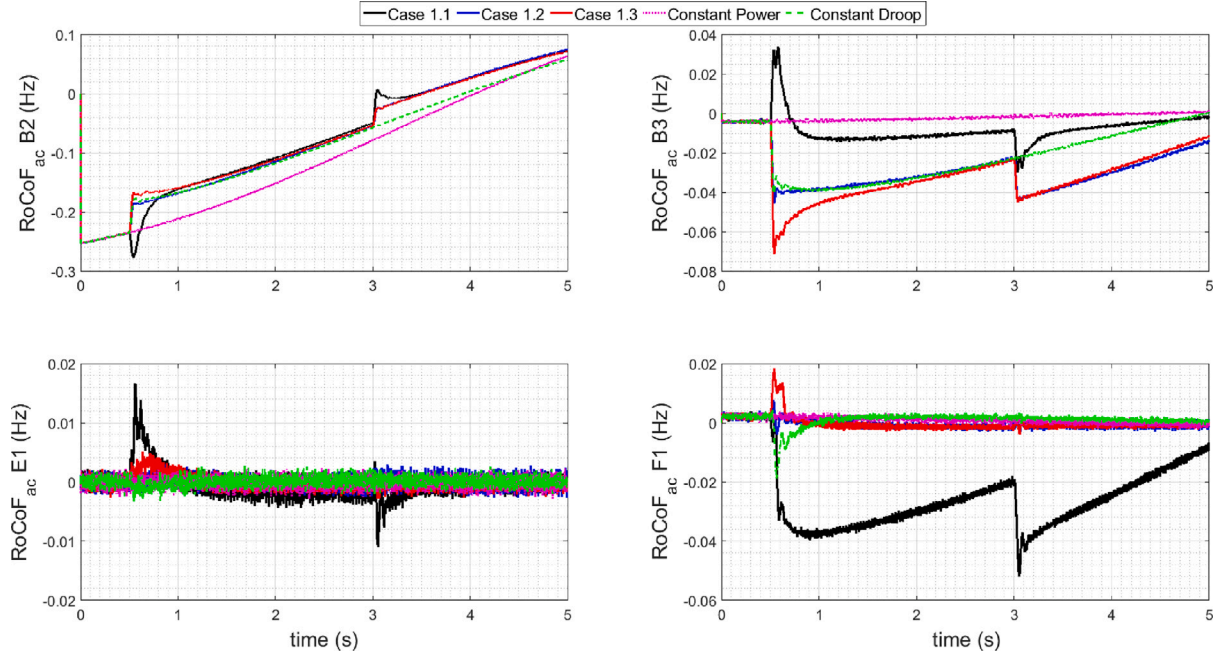 Case 1.1 Case 1.2 Case 1.3 Constant Power Constant Droop
RoCoF_ac B2 (Hz)
0.1
0
-0.1
-0.2
-0.3
0 1 2 3 4 5
RoCoF_ac B3 (Hz)
0.04
0.02
0
-0.02
-0.04
-0.06
-0.08
0 1 2 3 4 5
RoCoF_ac E1 (Hz)
0.02
0.01
0
-0.01
-0.02
0 1 2 3 4 5
time (s)
RoCoF_ac F1 (Hz)
0.02
0
-0.02
-0.04
-0.06
0 1 2 3 4 5
time (s)